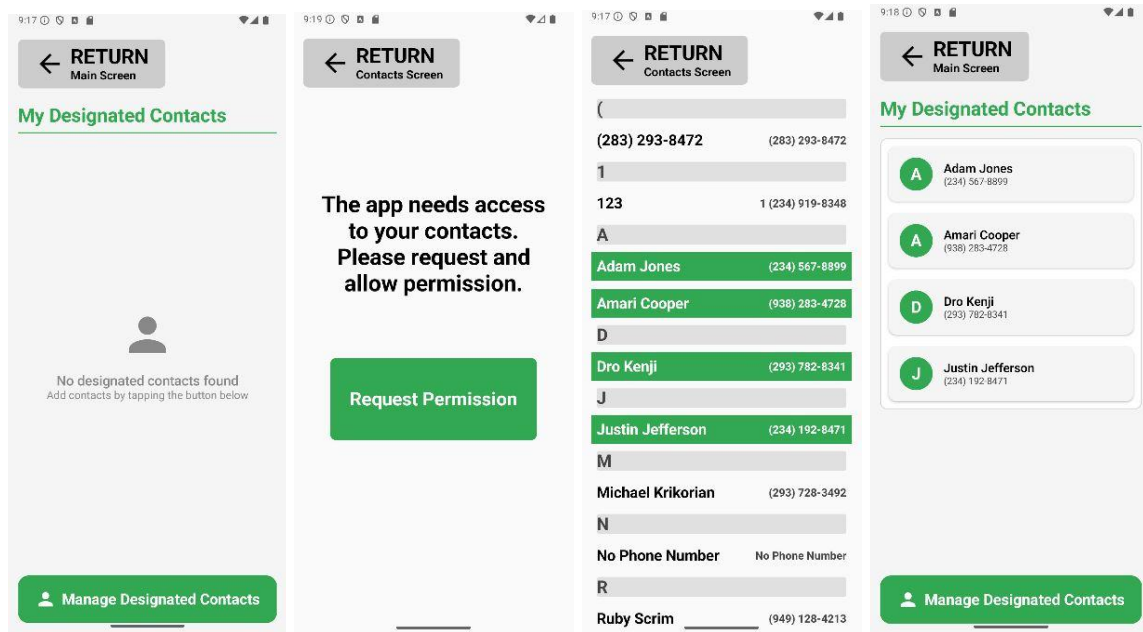 9:17
RETURN
Main Screen
My Designated Contacts
No designated contacts found
Add contacts by tapping the button below
Manage Designated Contacts
9:19
RETURN
Contacts Screen
The app needs access
to your contacts.
Please request and
allow permission.
Request Permission
9:17
RETURN
Contacts Screen
(
(283) 293-8472 (283) 293-8472
1
123 1 (234) 919-8348
A
Adam Jones (234) 567-8899
Amari Cooper (938) 283-4728
D
Dro Kenji (293) 782-8341
J
Justin Jefferson (234) 192-8471
M
Michael Krikorian (293) 728-3492
N
No Phone Number No Phone Number
R
Ruby Scrim (949) 128-4213
9:18
RETURN
Main Screen
My Designated Contacts
A
Adam Jones
(234) 567-8899
A
Amari Cooper
(938) 283-4728
D
Dro Kenji
(293) 782-8341
J
Justin Jefferson
(234) 192-8471
Manage Designated Contacts